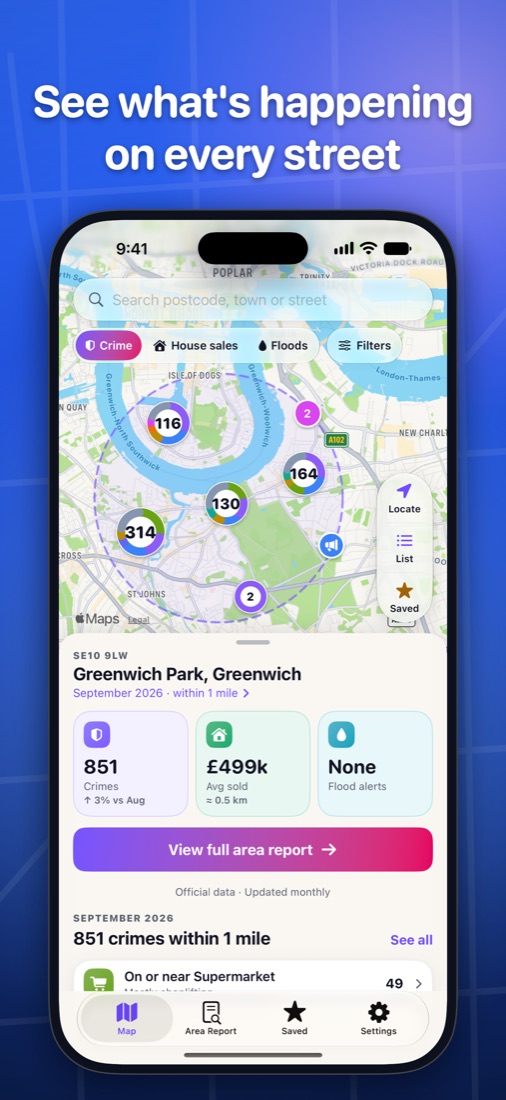 See what's happening
on every street
9:41
POPLAR
TRINITY
VICTORIA DOCK ROAD
Search postcode, town or street
Crime
House sales
Floods
Filters
ISLE OF DOGS
London-Thames
Greenwich-North Southwick
Greenwich-Woolwich
116
2
A102
NEW CHARLT
164
130
314
Locate
List
Saved
ST JOHNS
2
Maps
Legal
SE10 9LW
Greenwich Park, Greenwich
September 2026 · within 1 mile
851
Crimes
↑ 3% vs Aug
£499k
Avg sold
≈ 0.5 km
None
Flood alerts
View full area report →
Official data · Updated monthly
SEPTEMBER 2026
851 crimes within 1 mile
See all
On or near Supermarket
49
Map
Area Report
Saved
Settings